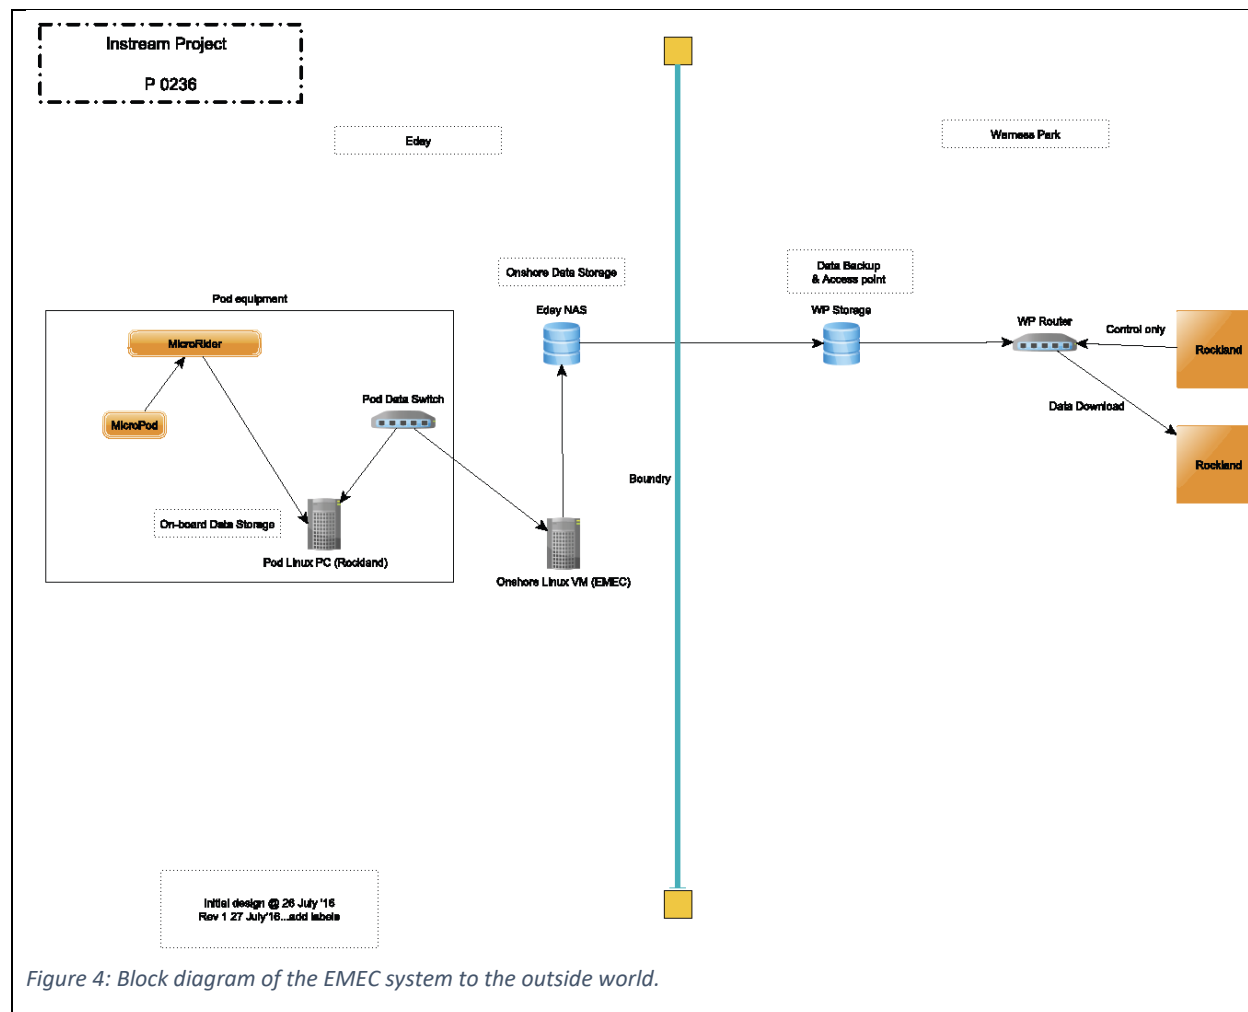 Instream Project
P 0236
Eday
Warness Park
Onshore Data Storage
Data Backup
& Access point
Pod equipment
Eday NAS
WP Storage
WP Router
Control only
MicroRider
Rockland
Pod Data Switch
Data Download
MicroPod
Rockland
Boundry
On-board Data Storage
Pod Linux PC (Rockland)
Onshore Linux VM (EMEC)
Initial design @ 26 July '16
Rev 1 27 July'16...add labels
Figure 4: Block diagram of the EMEC system to the outside world.